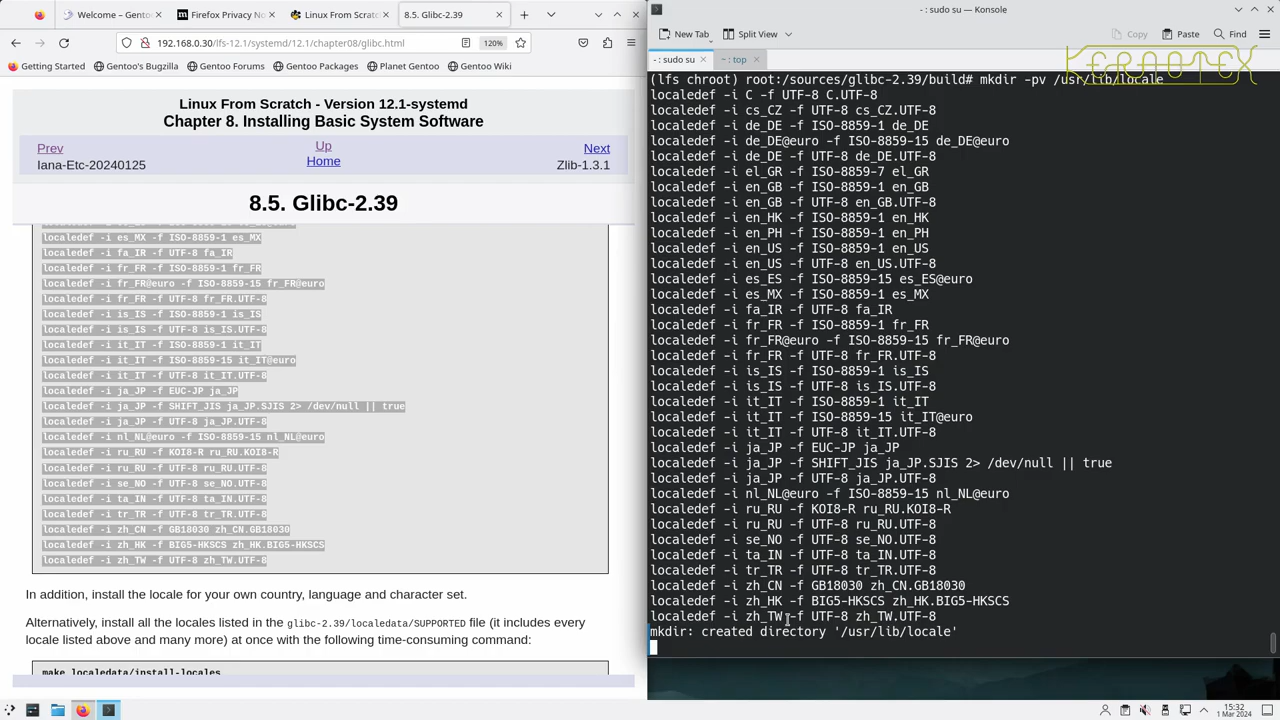 Welcome – Gento
Firefox Privacy No
Linux From Scratc
8.5. Glibc-2.39
192.168.0.30/lfs-12.1/systemd/12.1/chapter08/glibc.html
120%
Getting Started
Gentoo's Bugzilla
Gentoo Forums
Gentoo Packages
Planet Gentoo
Gentoo Wiki
Linux From Scratch - Version 12.1-systemd
Chapter 8. Installing Basic System Software
Prev
Up
Next
Iana-Etc-20240125
Home
Zlib-1.3.1
8.5. Glibc-2.39
localedef -i es_MX -f ISO-8859-1 es_MX
localedef -i fa_IR -f UTF-8 fa_IR
localedef -i fr_FR -f ISO-8859-1 fr_FR
localedef -i fr_FR@euro -f ISO-8859-15 fr_FR@euro
localedef -i fr_FR -f UTF-8 fr_FR.UTF-8
localedef -i is_IS -f ISO-8859-1 is_IS
localedef -i is_IS -f UTF-8 is_IS.UTF-8
localedef -i it_IT -f ISO-8859-1 it_IT
localedef -i it_IT -f ISO-8859-15 it_IT@euro
localedef -i it_IT -f UTF-8 it_IT.UTF-8
localedef -i ja_JP -f EUC-JP ja_JP
localedef -i ja_JP -f SHIFT_JIS ja_JP.SJIS 2> /dev/null || true
localedef -i ja_JP -f UTF-8 ja_JP.UTF-8
localedef -i nl_NL@euro -f ISO-8859-15 nl_NL@euro
localedef -i ru_RU -f KOI8-R ru_RU.KOI8-R
localedef -i ru_RU -f UTF-8 ru_RU.UTF-8
localedef -i se_NO -f UTF-8 se_NO.UTF-8
localedef -i ta_IN -f UTF-8 ta_IN.UTF-8
localedef -i tr_TR -f UTF-8 tr_TR.UTF-8
localedef -i zh_CN -f GB18030 zh_CN.GB18030
localedef -i zh_HK -f BIG5-HKSCS zh_HK.BIG5-HKSCS
localedef -i zh_TW -f UTF-8 zh_TW.UTF-8
In addition, install the locale for your own country, language and character set.
Alternatively, install all the locales listed in the glibc-2.39/localedata/SUPPORTED file (it includes every
locale listed above and many more) at once with the following time-consuming command:
make localedata/install-locales
- : sudo su — Konsole
New Tab
Split View
Copy
Paste
Find
- : sudo su
~ : top
KERNOTEX
(lfs chroot) root:/sources/glibc-2.39/build# mkdir -pv /usr/lib/locale
localedef -i C -f UTF-8 C.UTF-8
localedef -i cs_CZ -f UTF-8 cs_CZ.UTF-8
localedef -i de_DE -f ISO-8859-1 de_DE
localedef -i de_DE@euro -f ISO-8859-15 de_DE@euro
localedef -i de_DE -f UTF-8 de_DE.UTF-8
localedef -i el_GR -f ISO-8859-7 el_GR
localedef -i en_GB -f ISO-8859-1 en_GB
localedef -i en_GB -f UTF-8 en_GB.UTF-8
localedef -i en_HK -f ISO-8859-1 en_HK
localedef -i en_PH -f ISO-8859-1 en_PH
localedef -i en_US -f ISO-8859-1 en_US
localedef -i en_US -f UTF-8 en_US.UTF-8
localedef -i es_ES -f ISO-8859-15 es_ES@euro
localedef -i es_MX -f ISO-8859-1 es_MX
localedef -i fa_IR -f UTF-8 fa_IR
localedef -i fr_FR -f ISO-8859-1 fr_FR
localedef -i fr_FR@euro -f ISO-8859-15 fr_FR@euro
localedef -i fr_FR -f UTF-8 fr_FR.UTF-8
localedef -i is_IS -f ISO-8859-1 is_IS
localedef -i is_IS -f UTF-8 is_IS.UTF-8
localedef -i it_IT -f ISO-8859-1 it_IT
localedef -i it_IT -f ISO-8859-15 it_IT@euro
localedef -i it_IT -f UTF-8 it_IT.UTF-8
localedef -i ja_JP -f EUC-JP ja_JP
localedef -i ja_JP -f SHIFT_JIS ja_JP.SJIS 2> /dev/null || true
localedef -i ja_JP -f UTF-8 ja_JP.UTF-8
localedef -i nl_NL@euro -f ISO-8859-15 nl_NL@euro
localedef -i ru_RU -f KOI8-R ru_RU.KOI8-R
localedef -i ru_RU -f UTF-8 ru_RU.UTF-8
localedef -i se_NO -f UTF-8 se_NO.UTF-8
localedef -i ta_IN -f UTF-8 ta_IN.UTF-8
localedef -i tr_TR -f UTF-8 tr_TR.UTF-8
localedef -i zh_CN -f GB18030 zh_CN.GB18030
localedef -i zh_HK -f BIG5-HKSCS zh_HK.BIG5-HKSCS
localedef -i zh_TW -f UTF-8 zh_TW.UTF-8
mkdir: created directory '/usr/lib/locale'
15:32
1 Mar 2024